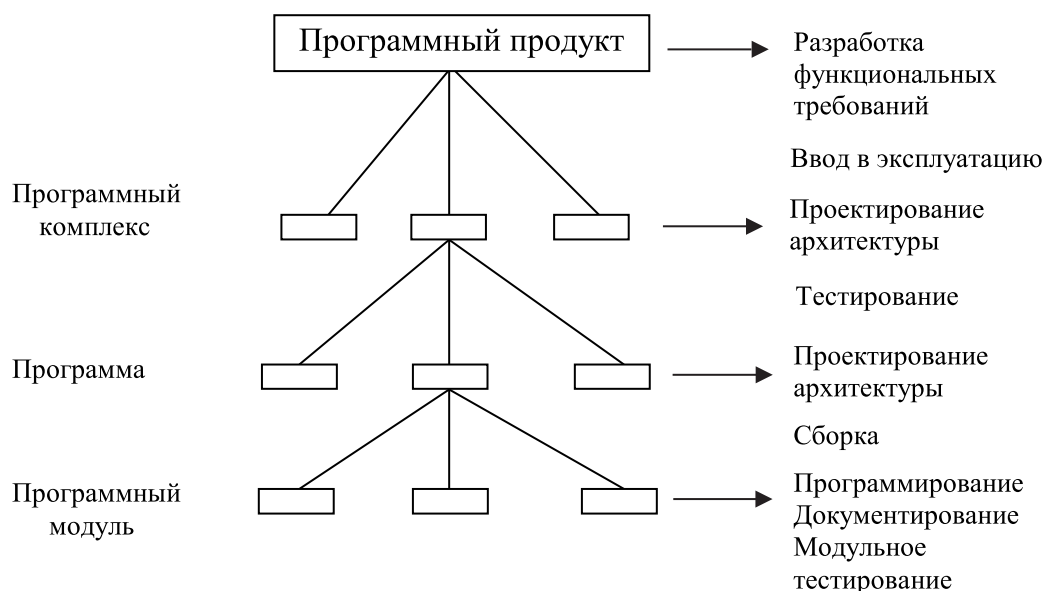 Программный продукт
Разработка
функциональных
требований
Ввод в эксплуатацию
Программный
комплекс
Проектирование
архитектуры
Тестирование
Программа
Проектирование
архитектуры
Сборка
Программный
модуль
Программирование
Документирование
Модульное
тестирование